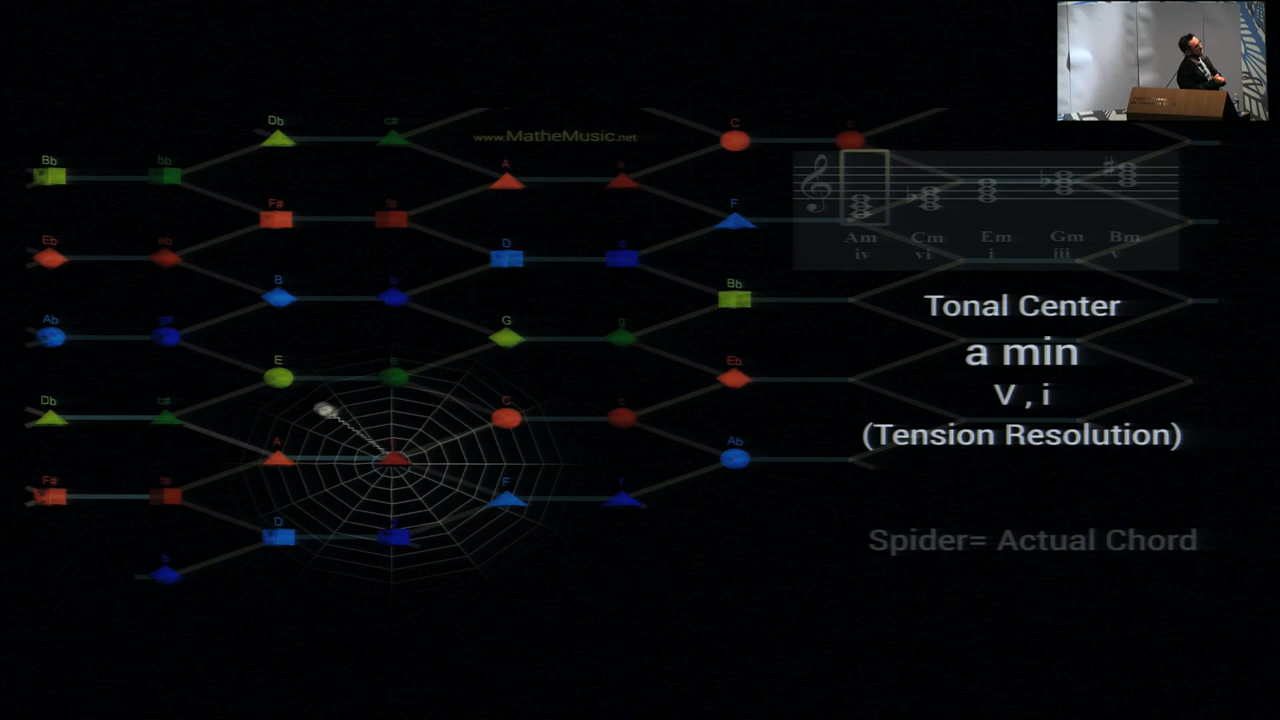 Db
c#
C
c
www.MatheMusic.net
Bb
bb
A
a
F#
f#
F
Am
Cm
Em
Gm
Bm
iv
vi
i
iii
v
Eb
eb
D
d
B
b
Bb
Tonal Center
Ab
G
g
a min
E
e
Eb
V , i
Db
c#
C
c
(Tension Resolution)
A
Ab
F#
f#
F
f
D
d
Spider= Actual Chord
b